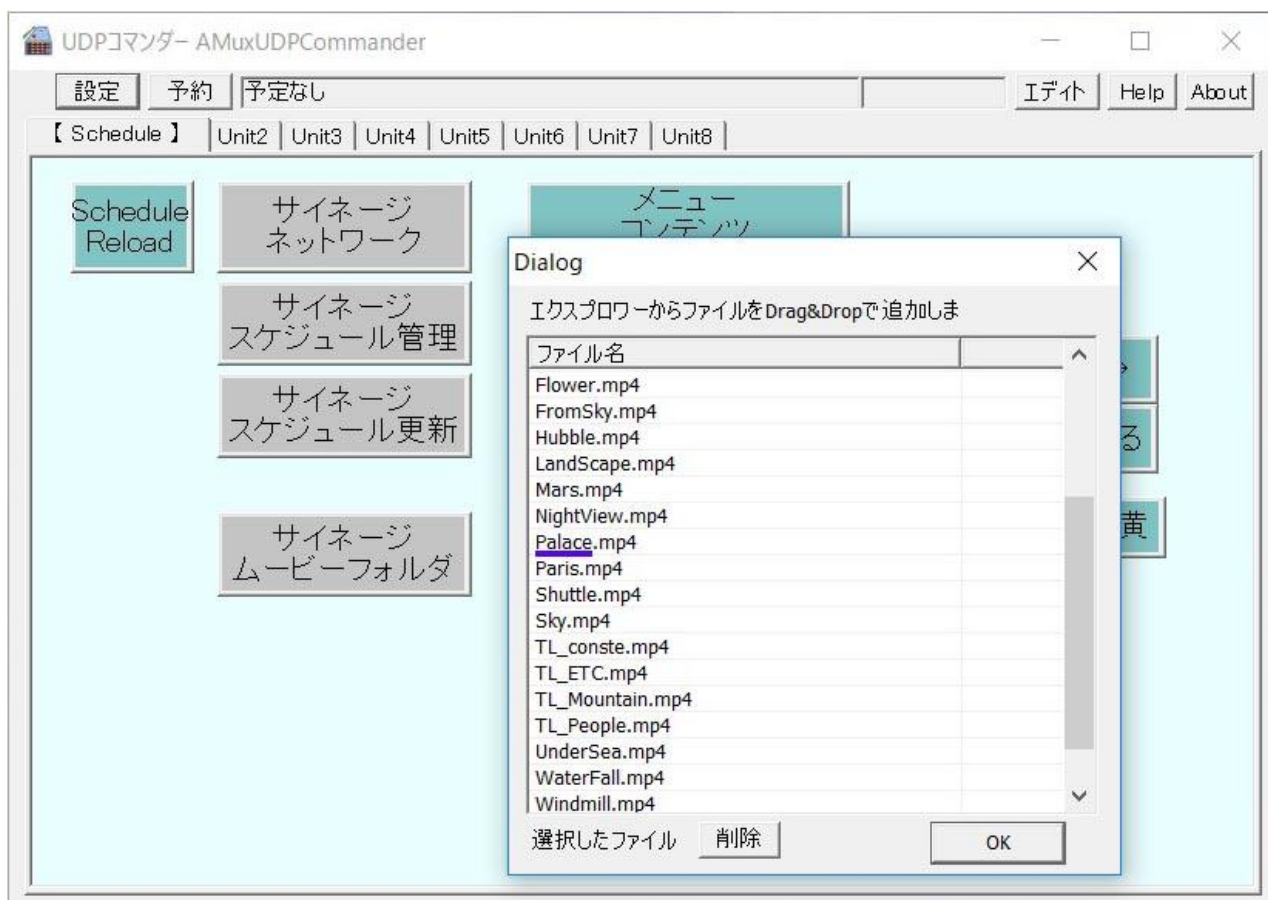 UDPコマンダー AMuxUDPCommander
設定 予約 予定なし エディト Help About
【 Schedule 】 Unit2 Unit3 Unit4 Unit5 Unit6 Unit7 Unit8
Schedule
Reload
サイネージ
ネットワーク
メニュー
コンテンツ
サイネージ
スケジュール管理
サイネージ
スケジュール更新
サイネージ
ムービーフォルダ
る
黄
Dialog
エクスプロワーからファイルをDrag&Dropで追加しま
ファイル名
Flower.mp4
FromSky.mp4
Hubble.mp4
LandScape.mp4
Mars.mp4
NightView.mp4
Palace.mp4
Paris.mp4
Shuttle.mp4
Sky.mp4
TL_conste.mp4
TL_ETC.mp4
TL_Mountain.mp4
TL_People.mp4
UnderSea.mp4
WaterFall.mp4
Windmill.mp4
選択したファイル 削除 OK